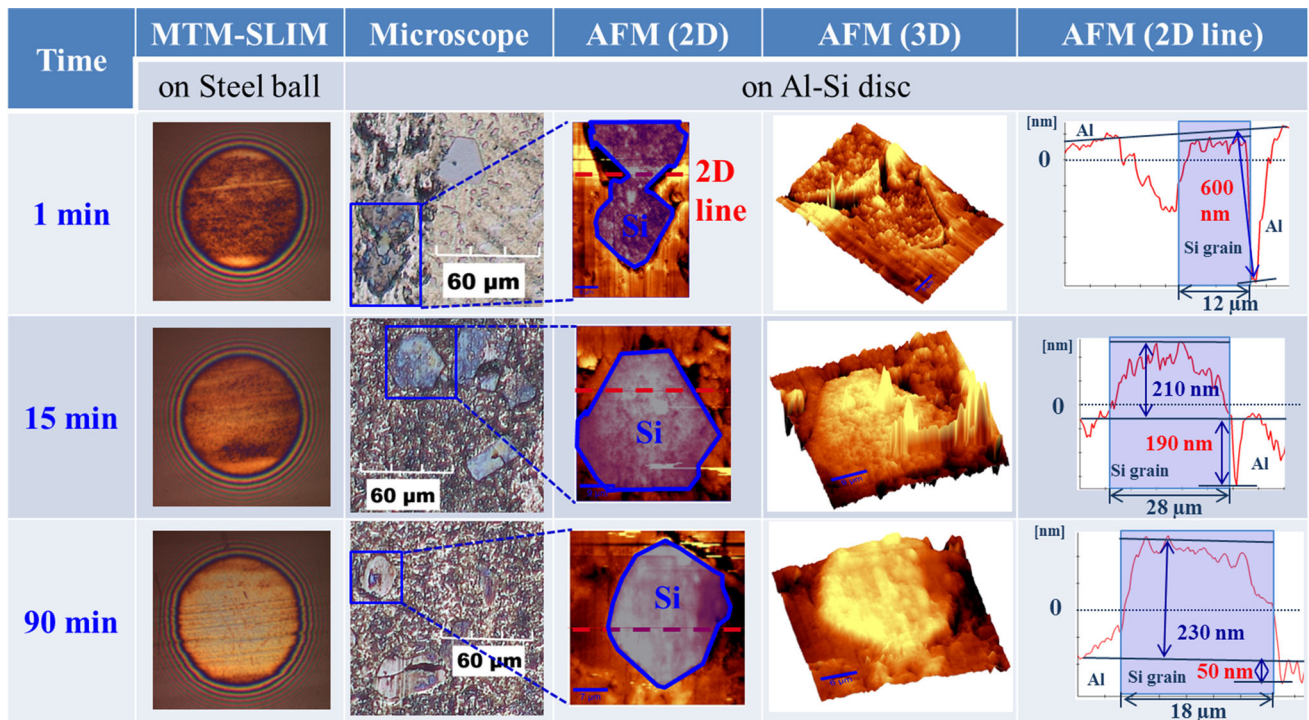 Time
MTM-SLIM
Microscope
AFM (2D)
AFM (3D)
AFM (2D line)
on Steel ball
on Al-Si disc
1 min
60 μm
Si
2D
line
[nm]
Al
0
600
nm
Si grain
Al
12 μm
15 min
60 μm
Si
[nm]
0
210 nm
190 nm
Si grain
Al
28 μm
90 min
60 μm
Si
7 μm
[nm]
0
230 nm
Al
Si grain
50 nm
18 μm